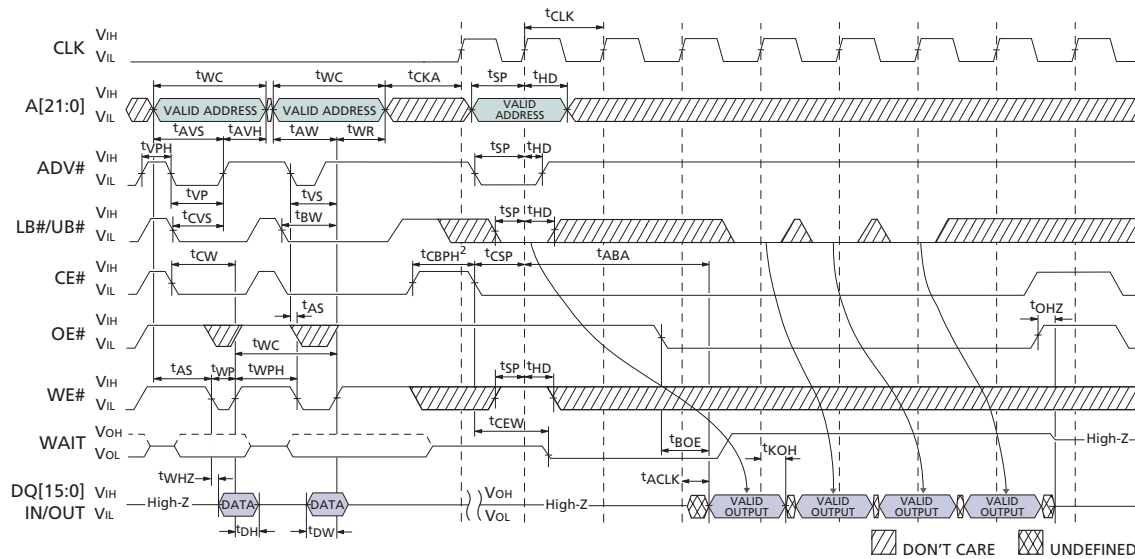 tCLK
CLK VIH
VIL
tWC tWC tCKA tSP tHD
A[21:0] VIH
VIL
VALID ADDRESS VALID ADDRESS VALID
ADDRESS
tAVS tAVH tAW tWR
tVPH tSP tHD
ADV# VIH
VIL
tVP tVS
LB#/UB# VIH
VIL
tCVS tBW tSP tHD
tCW tCBPH2 tCSP tABA
CE# VIH
VIL
tAS tOHZ
OE# VIH
VIL
tWC
tAS tWP tWPH tSP tHD
WE# VIH
VIL
tCEW
WAIT VOH
VOL
tBOE tKOH High-Z
tWHZ tACLK
DQ[15:0] VIH
IN/OUT VIL
High-Z DATA DATA VOH
VOL
High-Z VALID
OUTPUT VALID
OUTPUT VALID
OUTPUT VALID
OUTPUT
tDH tDW
DON'T CARE UNDEFINED